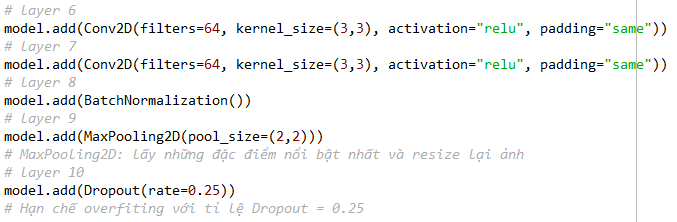 # layer 6
model.add(Conv2D(filters=64, kernel_size=(3,3), activation="relu", padding="same"))
# layer 7
model.add(Conv2D(filters=64, kernel_size=(3,3), activation="relu", padding="same"))
# layer 8
model.add(BatchNormalization())
# layer 9
model.add(MaxPooling2D(pool_size=(2,2)))
# MaxPooling2D: lấy những đặc điểm nổi bật nhất và resize lại ảnh
# layer 10
model.add(Dropout(rate=0.25))
# Hạn chế overfiting với tỉ lệ Dropout = 0.25